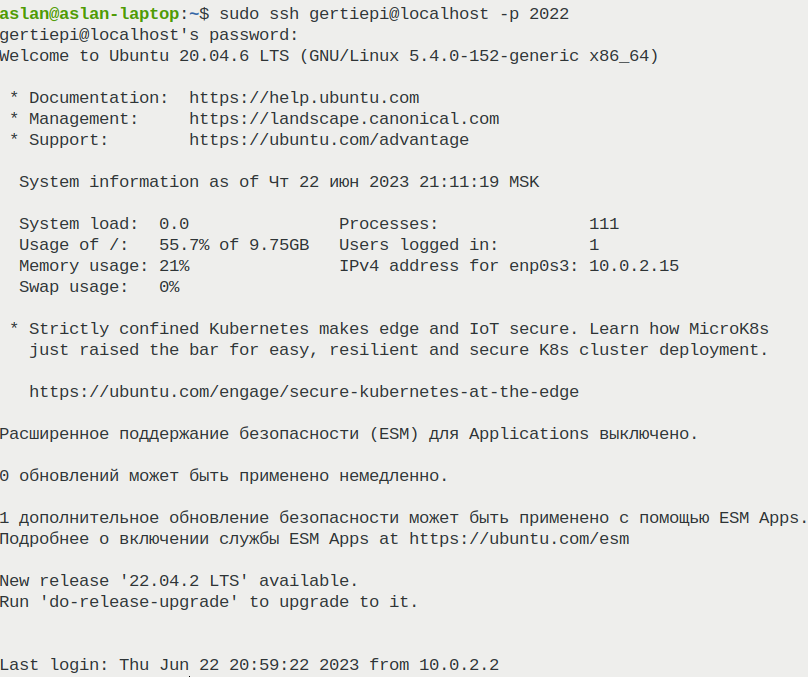 aslan@aslan-laptop:~$ sudo ssh gertiepi@localhost -p 2022
gertiepi@localhost's password:
Welcome to Ubuntu 20.04.6 LTS (GNU/Linux 5.4.0-152-generic x86_64)
* Documentation:  https://help.ubuntu.com
* Management:     https://landscape.canonical.com
* Support:        https://ubuntu.com/advantage
System information as of Чт 22 июн 2023 21:11:19 MSK
System load:  0.0               Processes:               111
Usage of /:   55.7% of 9.75GB   Users logged in:         1
Memory usage: 21%               IPv4 address for enp0s3: 10.0.2.15
Swap usage:   0%
* Strictly confined Kubernetes makes edge and IoT secure. Learn how MicroK8s
just raised the bar for easy, resilient and secure K8s cluster deployment.
https://ubuntu.com/engage/secure-kubernetes-at-the-edge
Расширенное поддержание безопасности (ESM) для Applications выключено.
0 обновлений может быть применено немедленно.
1 дополнительное обновление безопасности может быть применено с помощью ESM Apps.
Подробнее о включении службы ESM Apps at https://ubuntu.com/esm
New release '22.04.2 LTS' available.
Run 'do-release-upgrade' to upgrade to it.
Last login: Thu Jun 22 20:59:22 2023 from 10.0.2.2